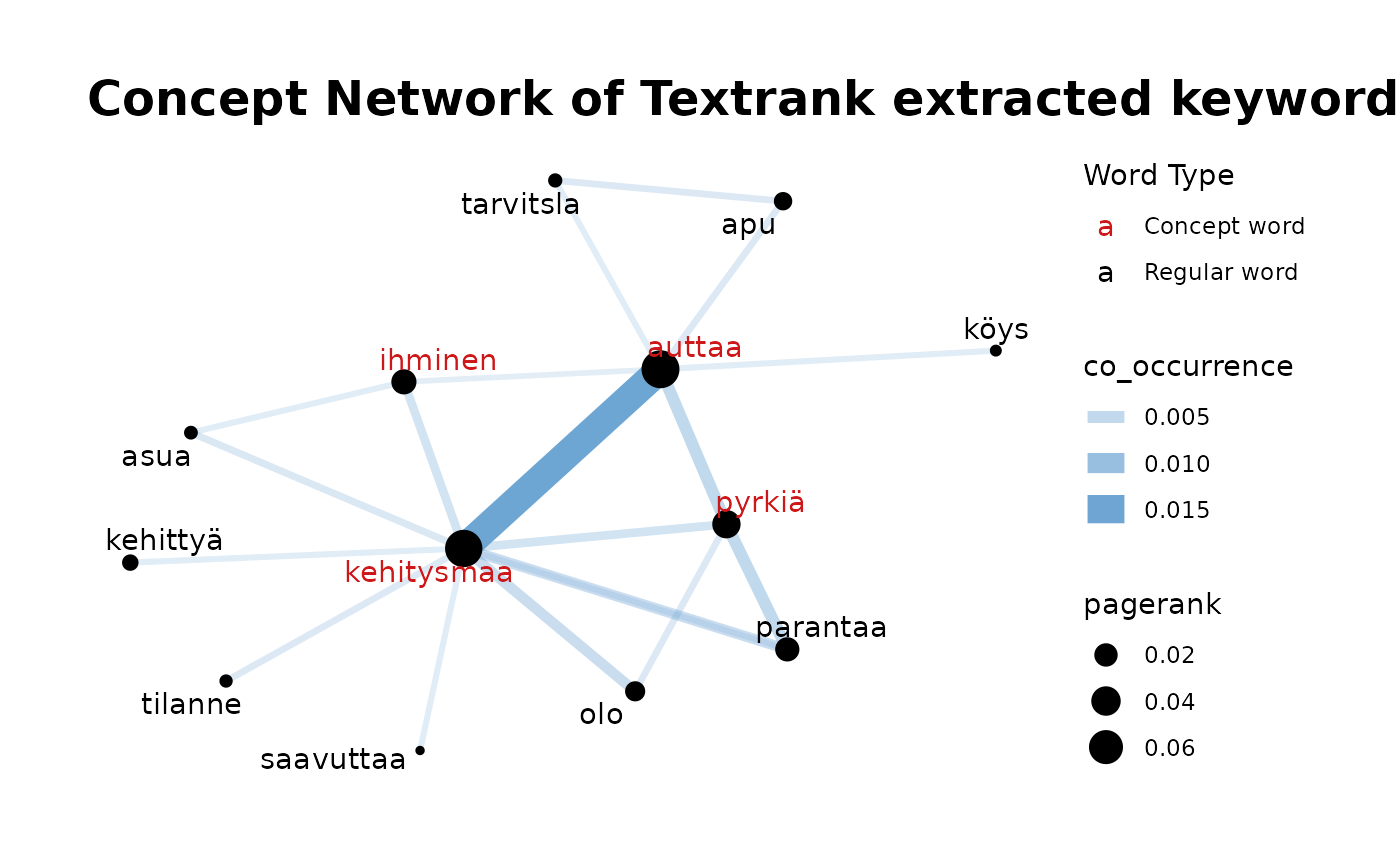 Concept Network of Textrank extracted keyword
tarvitsla
apu
köys
auttaa
ihminen
asua
pyrkiä
kehittyä
kehitysmaa
parantaa
tilanne
olo
saavuttaa
Word Type
a Concept word
a Regular word
co_occurrence
0.005
0.010
0.015
pagerank
0.02
0.04
0.06